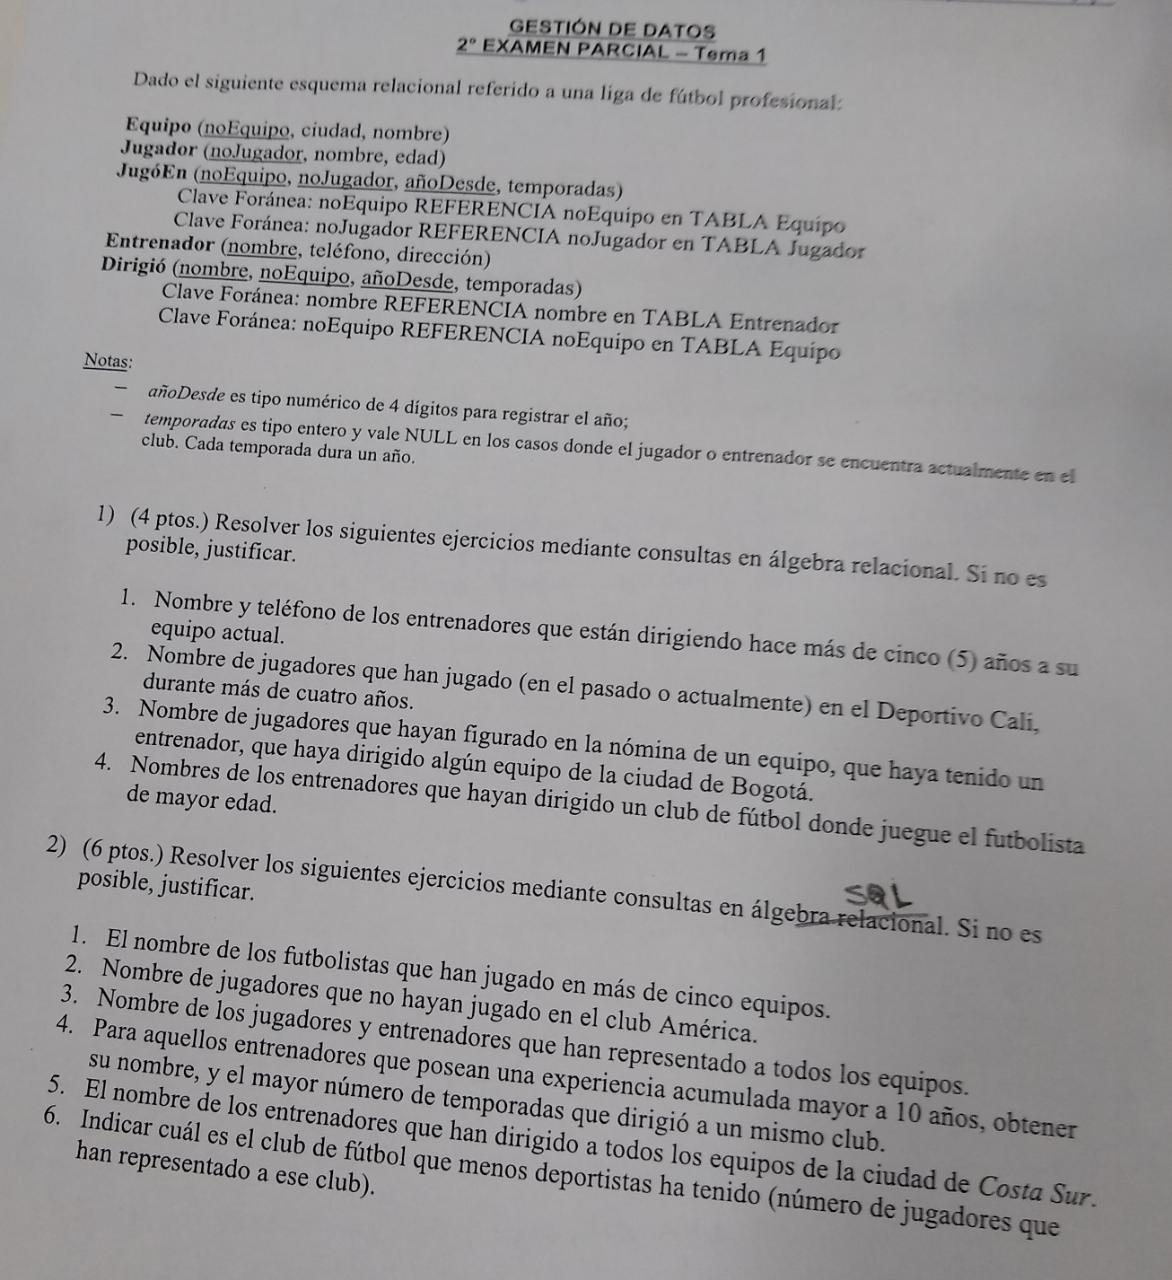 GESTIÓN DE DATOS
2º EXAMEN PARCIAL – Tema 1
Dado el siguiente esquema relacional referido a una liga de fútbol profesional:
Equipo (noEquipo, ciudad, nombre)
Jugador (noJugador, nombre, edad)
JugóEn (noEquipo, noJugador, añoDesde, temporadas)
Clave Foránea: noEquipo REFERENCIA noEquipo en TABLA Equipo
Clave Foránea: noJugador REFERENCIA noJugador en TABLA Jugador
Entrenador (nombre, teléfono, dirección)
Dirigió (nombre, noEquipo, añoDesde, temporadas)
Clave Foránea: nombre REFERENCIA nombre en TABLA Entrenador
Clave Foránea: noEquipo REFERENCIA noEquipo en TABLA Equipo
Notas:
– añoDesde es tipo numérico de 4 dígitos para registrar el año;
– temporadas es tipo entero y vale NULL en los casos donde el jugador o entrenador se encuentra actualmente en el
club. Cada temporada dura un año.
1) (4 ptos.) Resolver los siguientes ejercicios mediante consultas en álgebra relacional. Si no es
posible, justificar.
1. Nombre y teléfono de los entrenadores que están dirigiendo hace más de cinco (5) años a su
equipo actual.
2. Nombre de jugadores que han jugado (en el pasado o actualmente) en el Deportivo Cali,
durante más de cuatro años.
3. Nombre de jugadores que hayan figurado en la nómina de un equipo, que haya tenido un
entrenador, que haya dirigido algún equipo de la ciudad de Bogotá.
4. Nombres de los entrenadores que hayan dirigido un club de fútbol donde juegue el futbolista
de mayor edad.
SQL
2) (6 ptos.) Resolver los siguientes ejercicios mediante consultas en álgebra relacional. Si no es
posible, justificar.
1. El nombre de los futbolistas que han jugado en más de cinco equipos.
2. Nombre de jugadores que no hayan jugado en el club América.
3. Nombre de los jugadores y entrenadores que han representado a todos los equipos.
4. Para aquellos entrenadores que posean una experiencia acumulada mayor a 10 años, obtener
su nombre, y el mayor número de temporadas que dirigió a un mismo club.
5. El nombre de los entrenadores que han dirigido a todos los equipos de la ciudad de Costa Sur.
6. Indicar cuál es el club de fútbol que menos deportistas ha tenido (número de jugadores que
han representado a ese club).